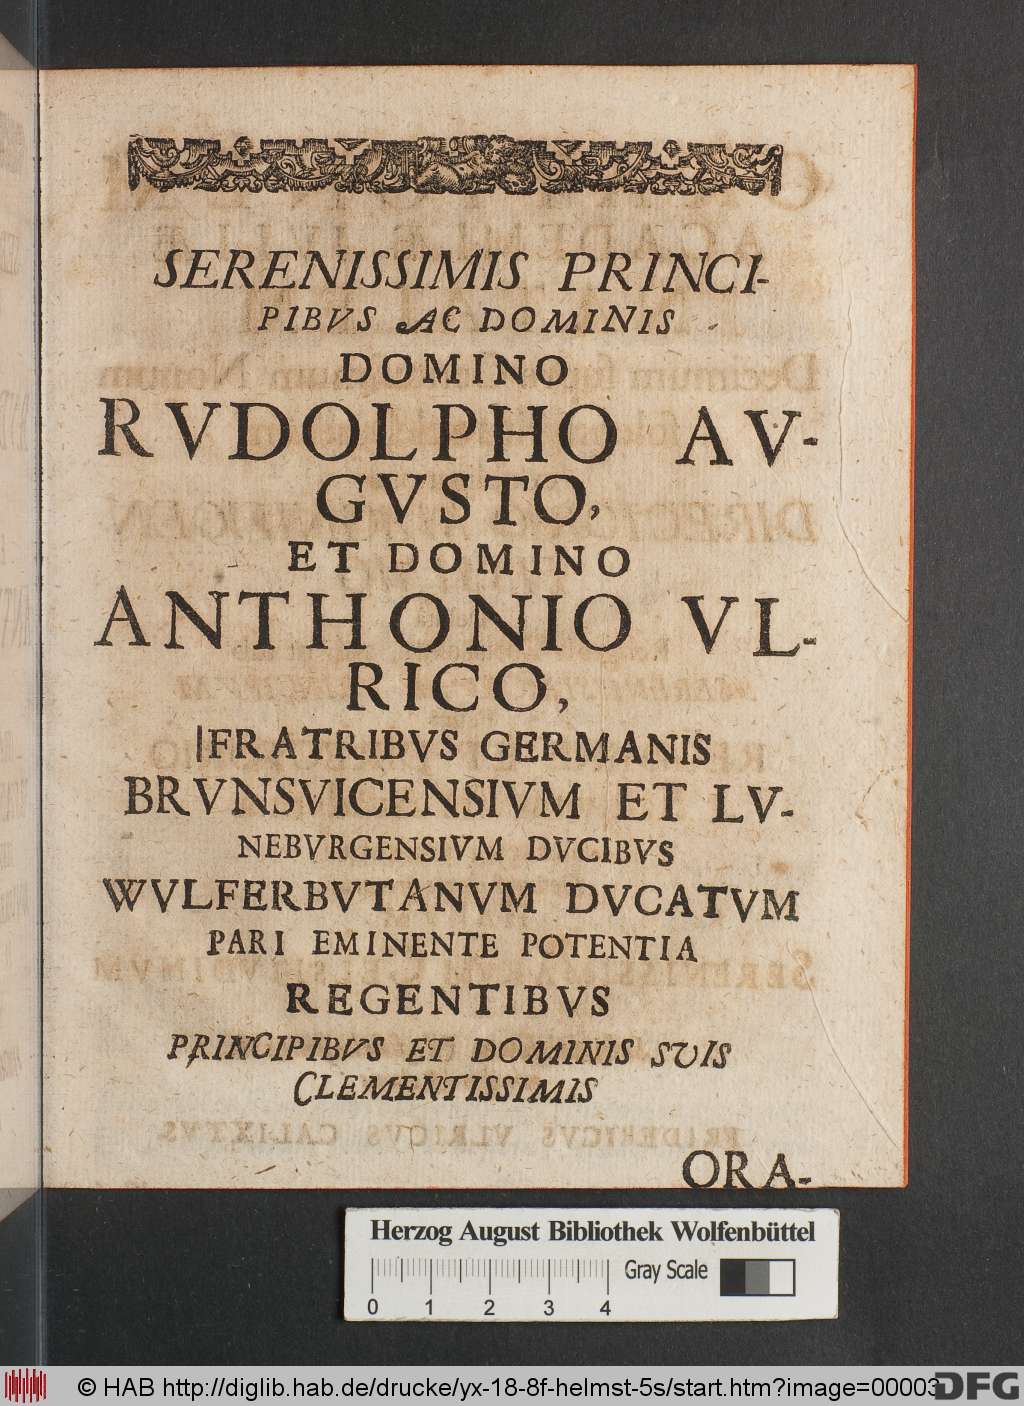 SERENISSIMIS PRINCI-
PIBVS AC DOMINIS
DOMINO
RVDOLPHO AV-
GVSTO,
ET DOMINO
ANTHONIO VL-
RICO,
FRATRIBVS GERMANIS
BRVNSVICENSIVM ET LV-
NEBVRGENSIVM DVCIBVS
WVLFERBVTANVM DVCATVM
PARI EMINENTE POTENTIA
REGENTIBVS
PRINCIPIBVS ET DOMINIS SVIS
CLEMENTISSIMIS
ORA-
Herzog August Bibliothek Wolfenbüttel
Gray Scale
0 1 2 3 4
© HAB http://diglib.hab.de/drucke/yx-18-8f-helmst-5s/start.htm?image=00003
DFG